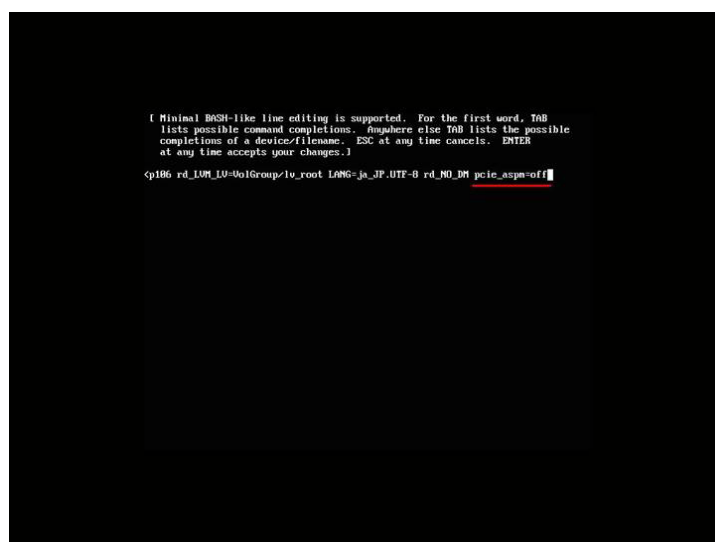 [ Minimal BASH-like line editing is supported.  For the first word, TAB
lists possible command completions.  Anywhere else TAB lists the possible
completions of a device/filename.  ESC at any time cancels.  ENTER
at any time accepts your changes.]
<p106 rd_LVM_LV=VolGroup/lv_root LANG=ja_JP.UTF-8 rd_NO_DM pcie_aspm=off